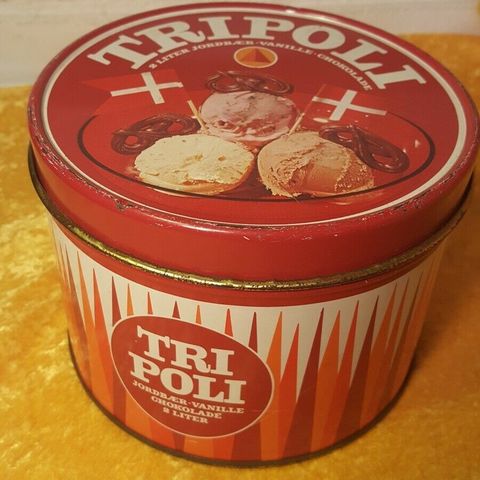 TRIPOLI
2 LITER JORDBÆR·VANILLE·CHOKOLADE
TRI
POLI
JORDBÆR·VANILLE
CHOKOLADE
2 LITER